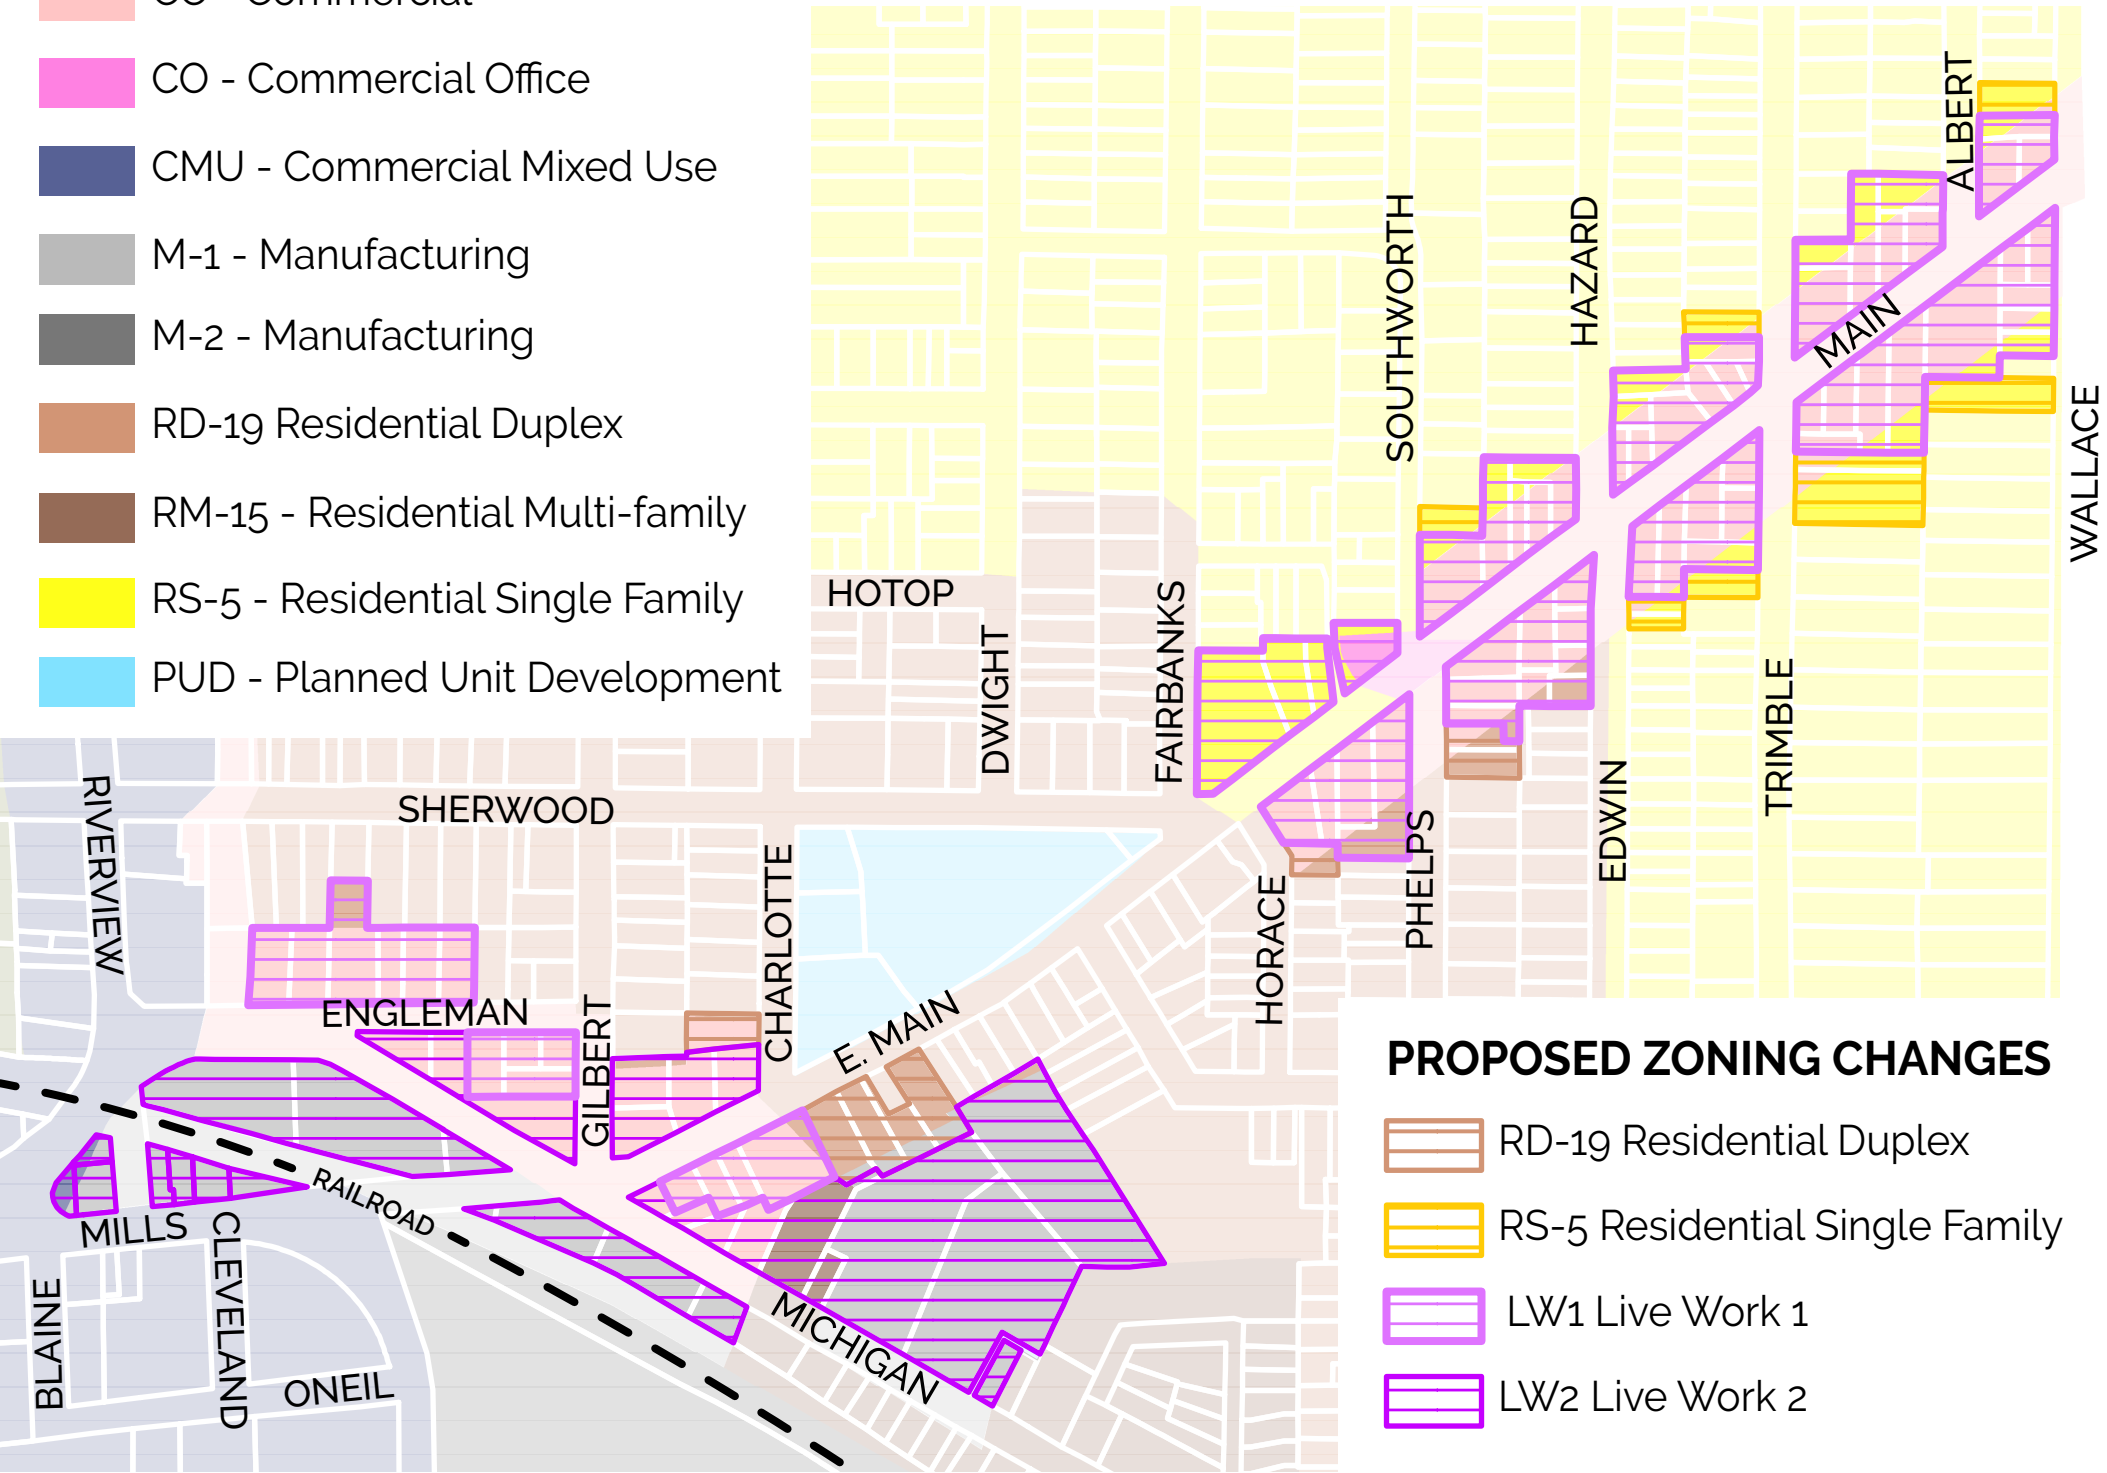 CO - Commercial
CO - Commercial Office
CMU - Commercial Mixed Use
M-1 - Manufacturing
M-2 - Manufacturing
RD-19 Residential Duplex
RM-15 - Residential Multi-family
RS-5 - Residential Single Family
PUD - Planned Unit Development
ALBERT
SOUTHWORTH
HAZARD
MAIN
WALLACE
HOTOP
DWIGHT
FAIRBANKS
TRIMBLE
EDWIN
PHELPS
HORACE
SHERWOOD
RIVERVIEW
CHARLOTTE
ENGLEMAN
GILBERT
E. MAIN
RAILROAD
MILLS
CLEVELAND
BLAINE
ONEIL
MICHIGAN
PROPOSED ZONING CHANGES
RD-19 Residential Duplex
RS-5 Residential Single Family
LW1 Live Work 1
LW2 Live Work 2